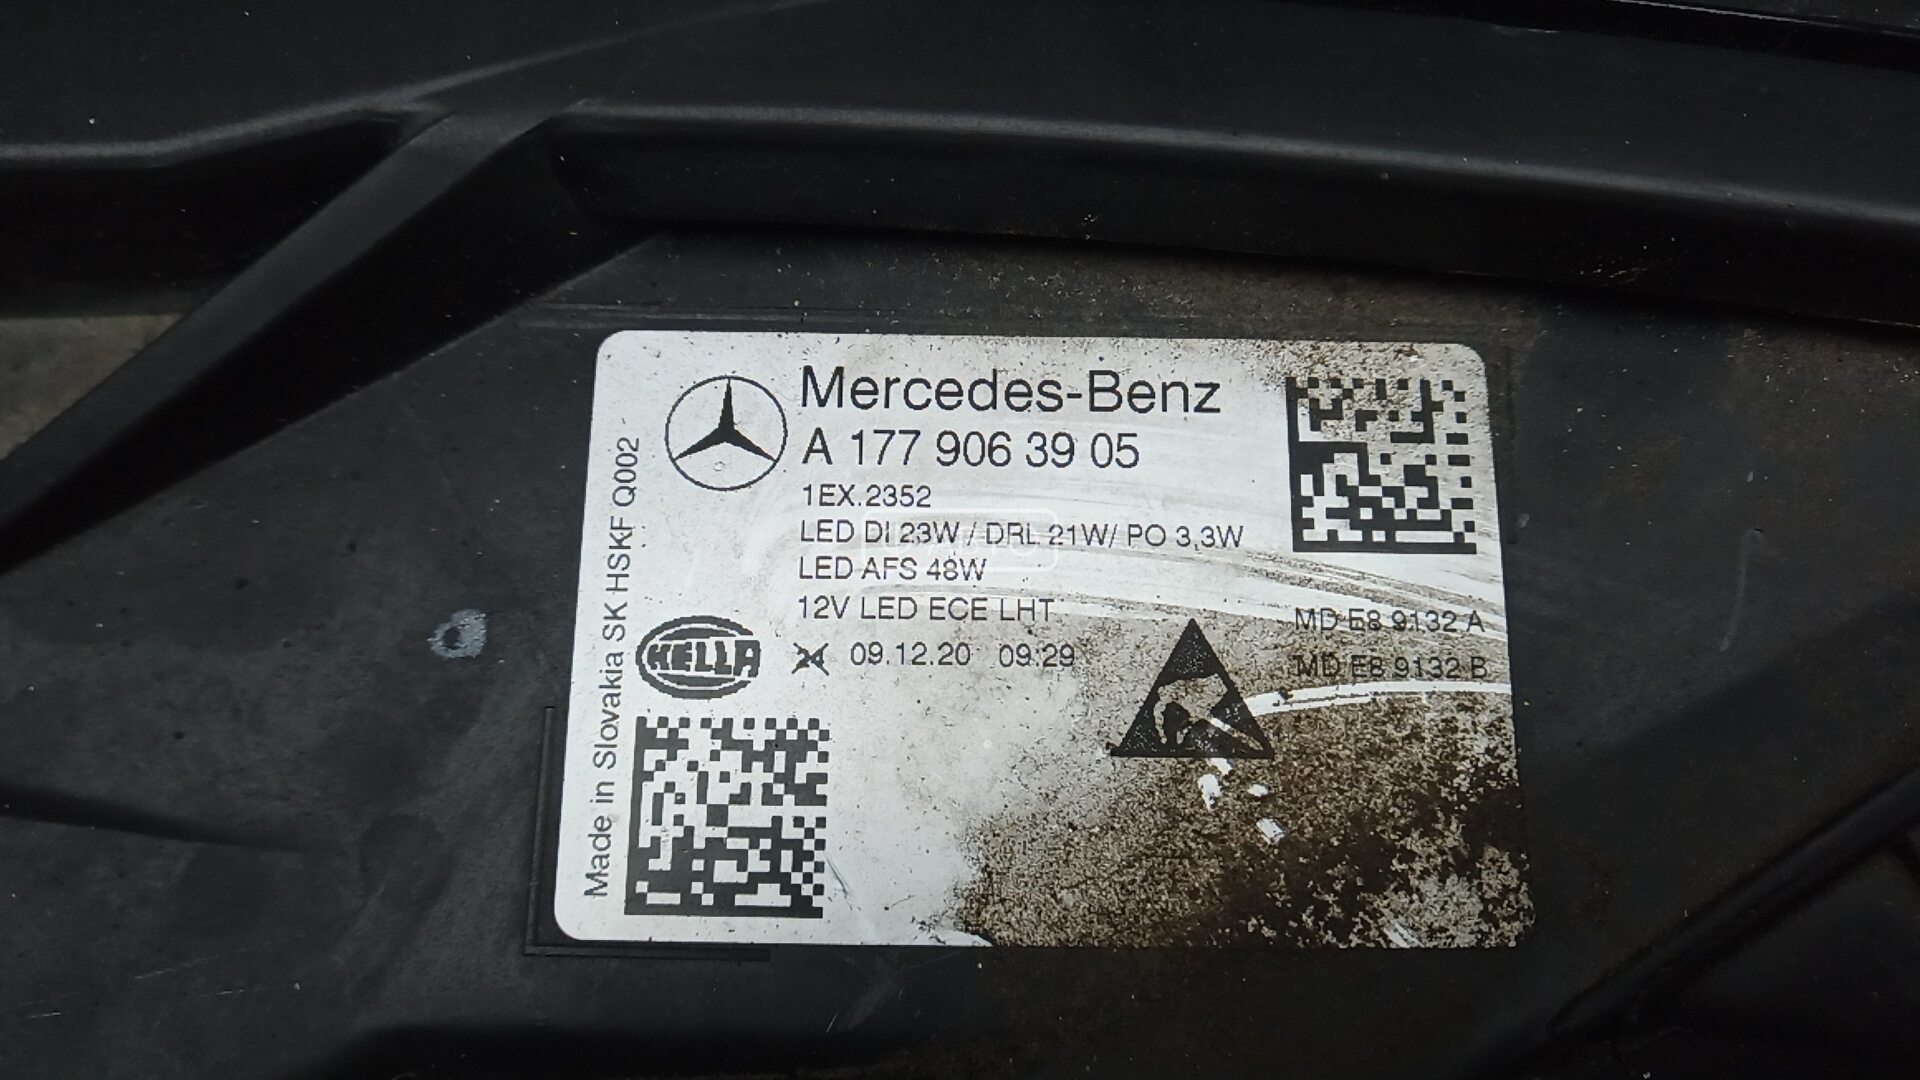 Mercedes-Benz
A 177 906 39 05
1EX.2352
LED DI 23W / DRL 21W/ PO 3,3W
LED AFS 48W
12V LED ECE LHT
HELLA
24 09.12.20 09:29
MD E8 9132 A
MD E8 9132 B
Made in Slovakia SK HSKF Q002